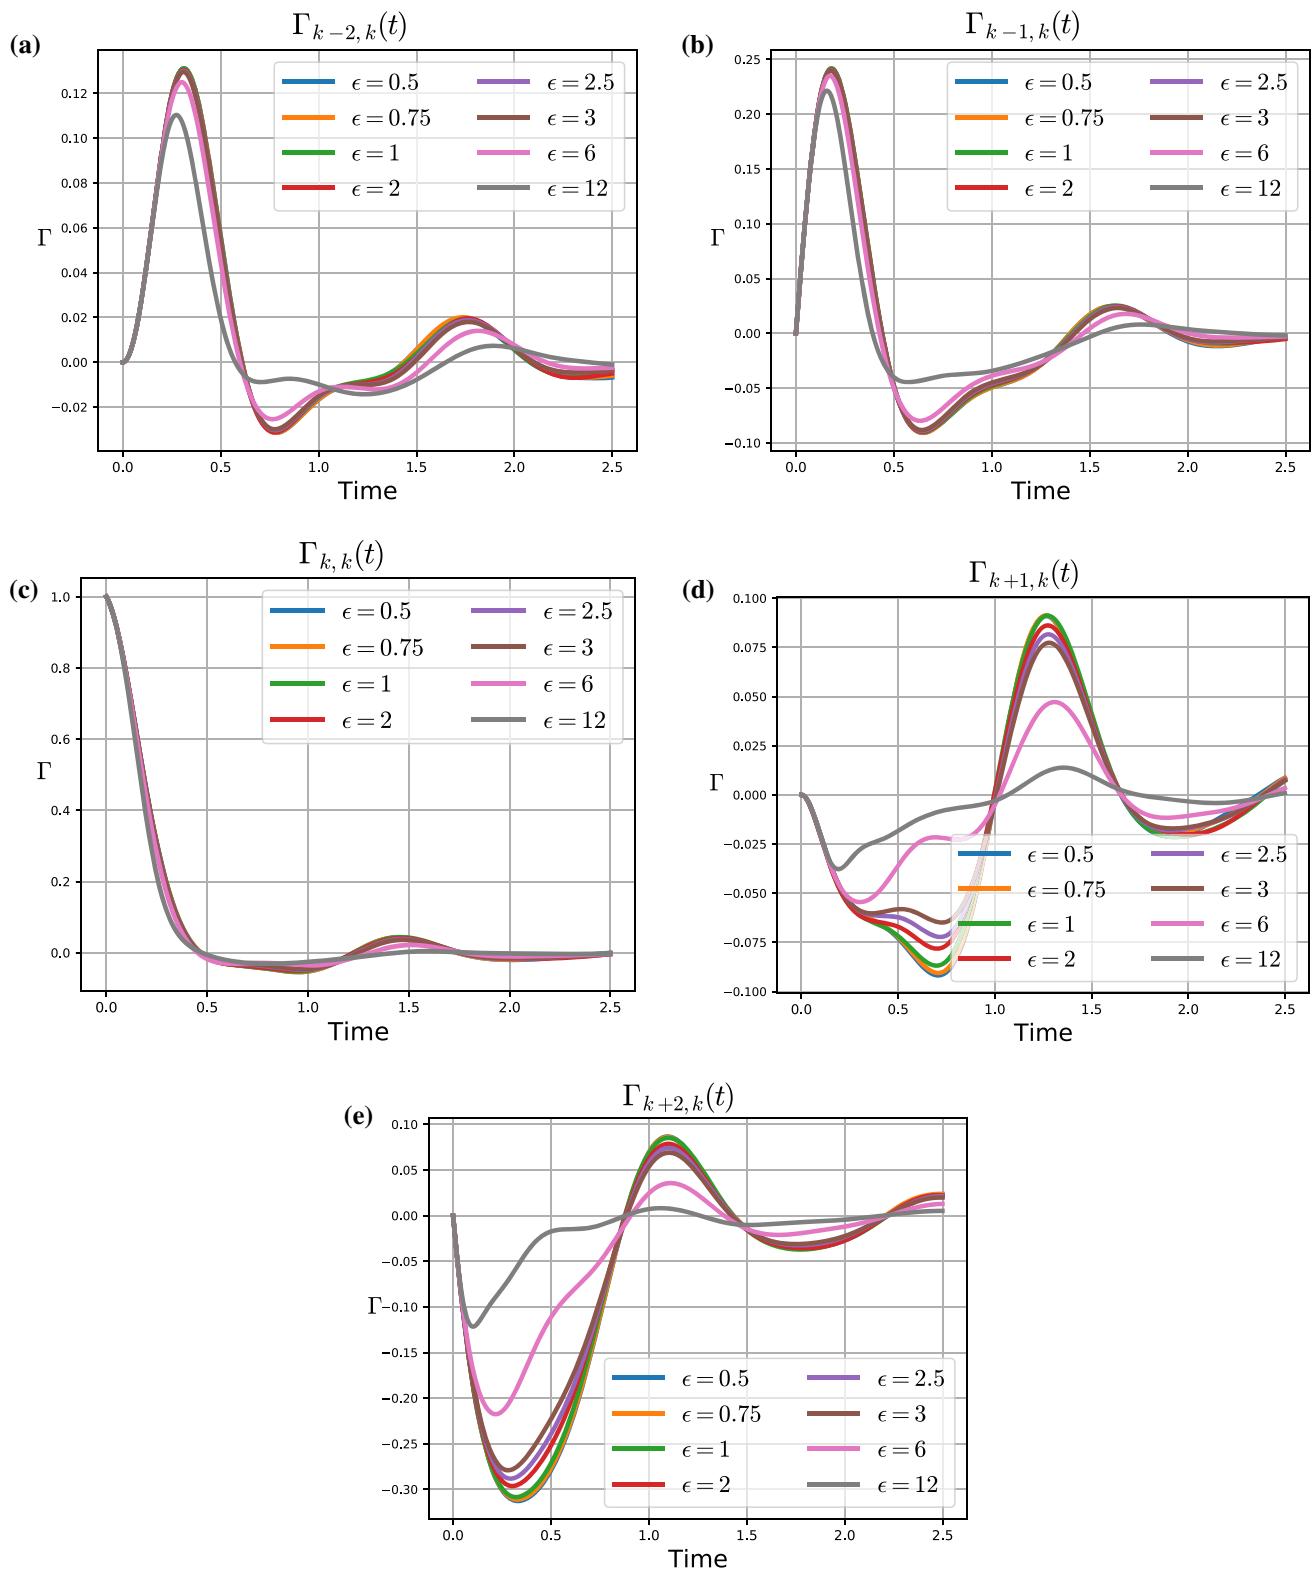 (a)
Γ_{k−2, k}(t)
0.12
0.10
0.08
0.06
0.04
0.02
0.00
−0.02
Γ
ϵ = 0.5 ϵ = 2.5
ϵ = 0.75 ϵ = 3
ϵ = 1 ϵ = 6
ϵ = 2 ϵ = 12
0.0 0.5 1.0 1.5 2.0 2.5
Time
(b)
Γ_{k−1, k}(t)
0.25
0.20
0.15
0.10
0.05
0.00
−0.05
−0.10
Γ
ϵ = 0.5 ϵ = 2.5
ϵ = 0.75 ϵ = 3
ϵ = 1 ϵ = 6
ϵ = 2 ϵ = 12
0.0 0.5 1.0 1.5 2.0 2.5
Time
(c)
Γ_{k, k}(t)
1.0
0.8
0.6
0.4
0.2
0.0
Γ
ϵ = 0.5 ϵ = 2.5
ϵ = 0.75 ϵ = 3
ϵ = 1 ϵ = 6
ϵ = 2 ϵ = 12
0.0 0.5 1.0 1.5 2.0 2.5
Time
(d)
Γ_{k+1, k}(t)
0.100
0.075
0.050
0.025
0.000
−0.025
−0.050
−0.075
−0.100
Γ
ϵ = 0.5 ϵ = 2.5
ϵ = 0.75 ϵ = 3
ϵ = 1 ϵ = 6
ϵ = 2 ϵ = 12
0.0 0.5 1.0 1.5 2.0 2.5
Time
(e)
Γ_{k+2, k}(t)
0.10
0.05
0.00
−0.05
−0.10
−0.15
−0.20
−0.25
−0.30
Γ
ϵ = 0.5 ϵ = 2.5
ϵ = 0.75 ϵ = 3
ϵ = 1 ϵ = 6
ϵ = 2 ϵ = 12
0.0 0.5 1.0 1.5 2.0 2.5
Time